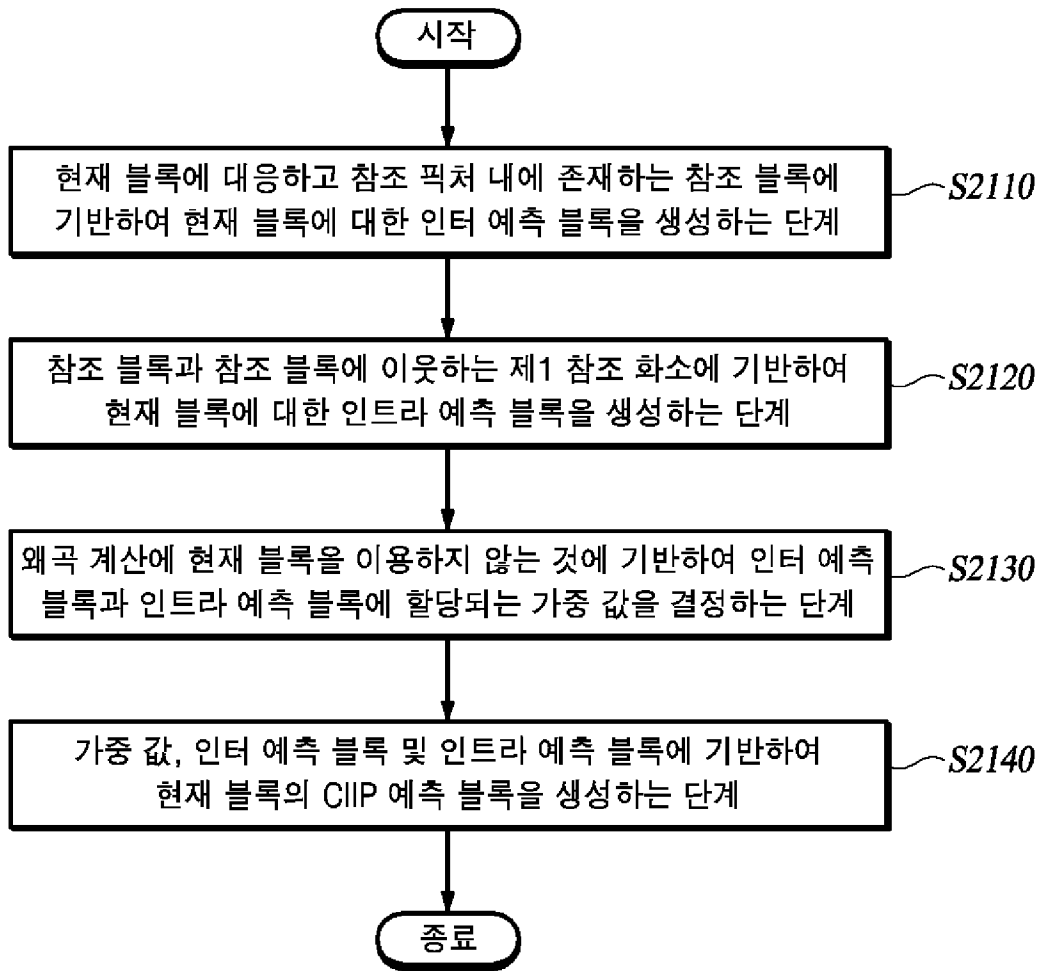 시작
현재 블록에 대응하고 참조 픽처 내에 존재하는 참조 블록에
기반하여 현재 블록에 대한 인터 예측 블록을 생성하는 단계
S2110
참조 블록과 참조 블록에 이웃하는 제1 참조 화소에 기반하여
현재 블록에 대한 인트라 예측 블록을 생성하는 단계
S2120
왜곡 계산에 현재 블록을 이용하지 않는 것에 기반하여 인터 예측
블록과 인트라 예측 블록에 할당되는 가중 값을 결정하는 단계
S2130
가중 값, 인터 예측 블록 및 인트라 예측 블록에 기반하여
현재 블록의 CIIP 예측 블록을 생성하는 단계
S2140
종료